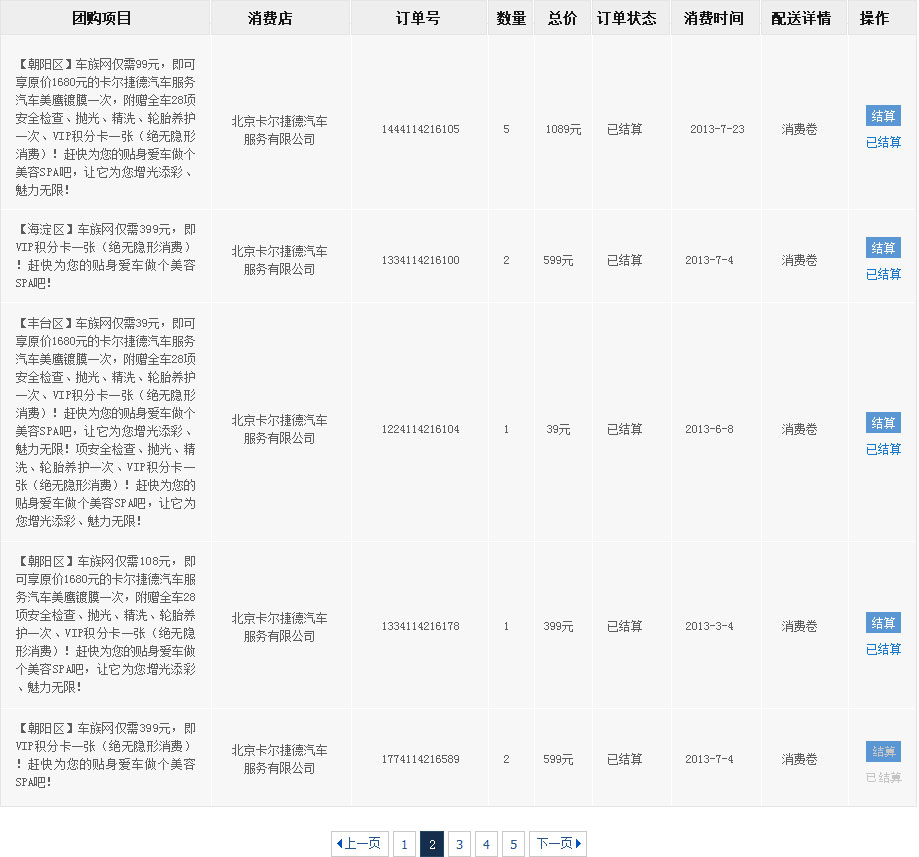 团购项目 消费店 订单号 数量 总价 订单状态 消费时间 配送详情 操作
【朝阳区】车族网仅需99元，即可
享原价1680元的卡尔捷德汽车服务
汽车美鹰镀膜一次，附赠全车28项
安全检查、抛光、精洗、轮胎养护
一次、VIP积分卡一张（绝无隐形
消费）！赶快为您的贴身爱车做个
美容SPA吧，让它为您增光添彩、
魅力无限！
北京卡尔捷德汽车
服务有限公司
1444114216105 5 1089元 已结算 2013-7-23 消费卷
结算
已结算
【海淀区】车族网仅需399元，即
VIP积分卡一张（绝无隐形消费）
！赶快为您的贴身爱车做个美容
SPA吧！
北京卡尔捷德汽车
服务有限公司
1334114216100 2 599元 已结算 2013-7-4 消费卷
结算
已结算
【丰台区】车族网仅需39元，即可
享原价1680元的卡尔捷德汽车服务
汽车美鹰镀膜一次，附赠全车28项
安全检查、抛光、精洗、轮胎养护
一次、VIP积分卡一张（绝无隐形
消费）！赶快为您的贴身爱车做个
美容SPA吧，让它为您增光添彩、
魅力无限！项安全检查、抛光、精
洗、轮胎养护一次、VIP积分卡一
张（绝无隐形消费）！赶快为您的
贴身爱车做个美容SPA吧，让它为
您增光添彩、魅力无限！
北京卡尔捷德汽车
服务有限公司
1224114216104 1 39元 已结算 2013-6-8 消费卷
结算
已结算
【朝阳区】车族网仅需108元，即
可享原价1680元的卡尔捷德汽车服
务汽车美鹰镀膜一次，附赠全车28
项安全检查、抛光、精洗、轮胎养
护一次、VIP积分卡一张（绝无隐
形消费）！赶快为您的贴身爱车做
个美容SPA吧，让它为您增光添彩
、魅力无限！
北京卡尔捷德汽车
服务有限公司
1334114216178 1 399元 已结算 2013-3-4 消费卷
结算
已结算
【朝阳区】车族网仅需399元，即
VIP积分卡一张（绝无隐形消费）
！赶快为您的贴身爱车做个美容
SPA吧！
北京卡尔捷德汽车
服务有限公司
1774114216589 2 599元 已结算 2013-7-4 消费卷
结算
已结算
上一页 1 2 3 4 5 下一页